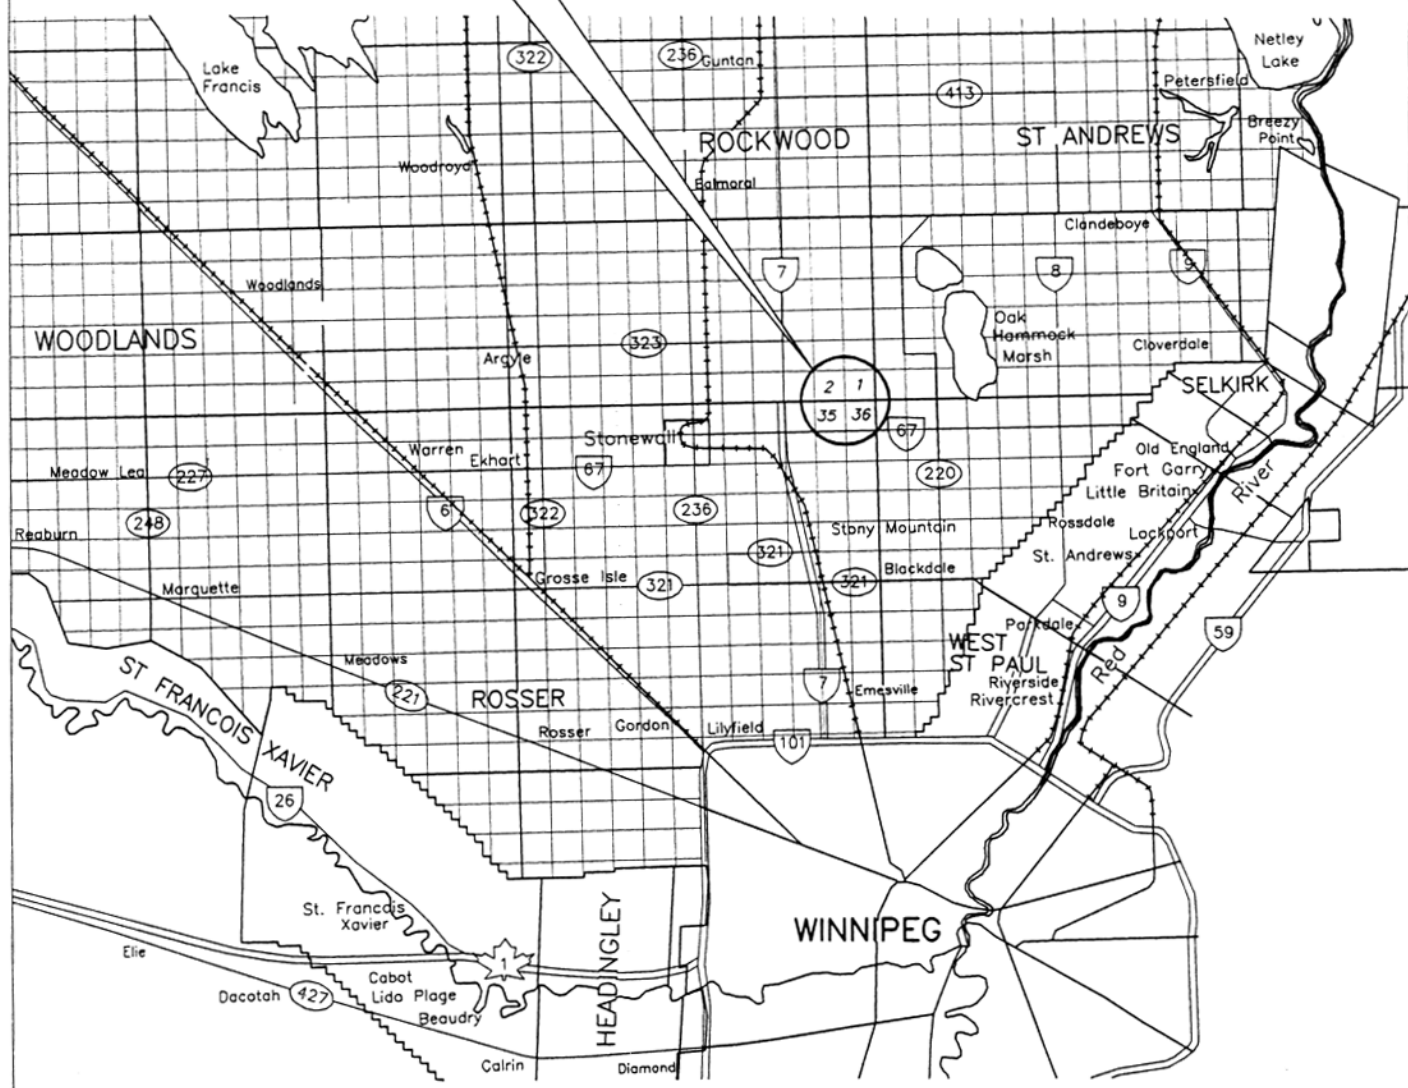 Netley
Lake
322
236
Gunton
Lake
Francis
Petersfield
413
Breezy
Point
ROCKWOOD
ST ANDREWS
Woodroyd
Balmoral
Clandeboye
7
8
9
Woodlands
Oak
Hammock
Marsh
WOODLANDS
323
Cloverdale
Argyle
2 1
35 36
SELKIRK
67
Stonewall
Warren
Ekhart
Old England
Meadow Lea
227
67
220
Fort Garry
Little Britain
River
6
322
236
248
Stony Mountain
Rossdale
Lockport
Reaburn
321
St. Andrews
Blackdale
Grosse Isle
321
321
Marquette
9
Parkdale
59
WEST
ST PAUL
Meadows
Red
Riverside
Rivercrest
ST FRANCOIS XAVIER
221
ROSSER
7
Emesville
Rosser
Gordon
Lilyfield
101
26
St. Francois
Xavier
HEADINGLEY
WINNIPEG
Elie
1
Cabot
Lido Plage
Dacotah
427
Beaudry
Calrin
Diamond